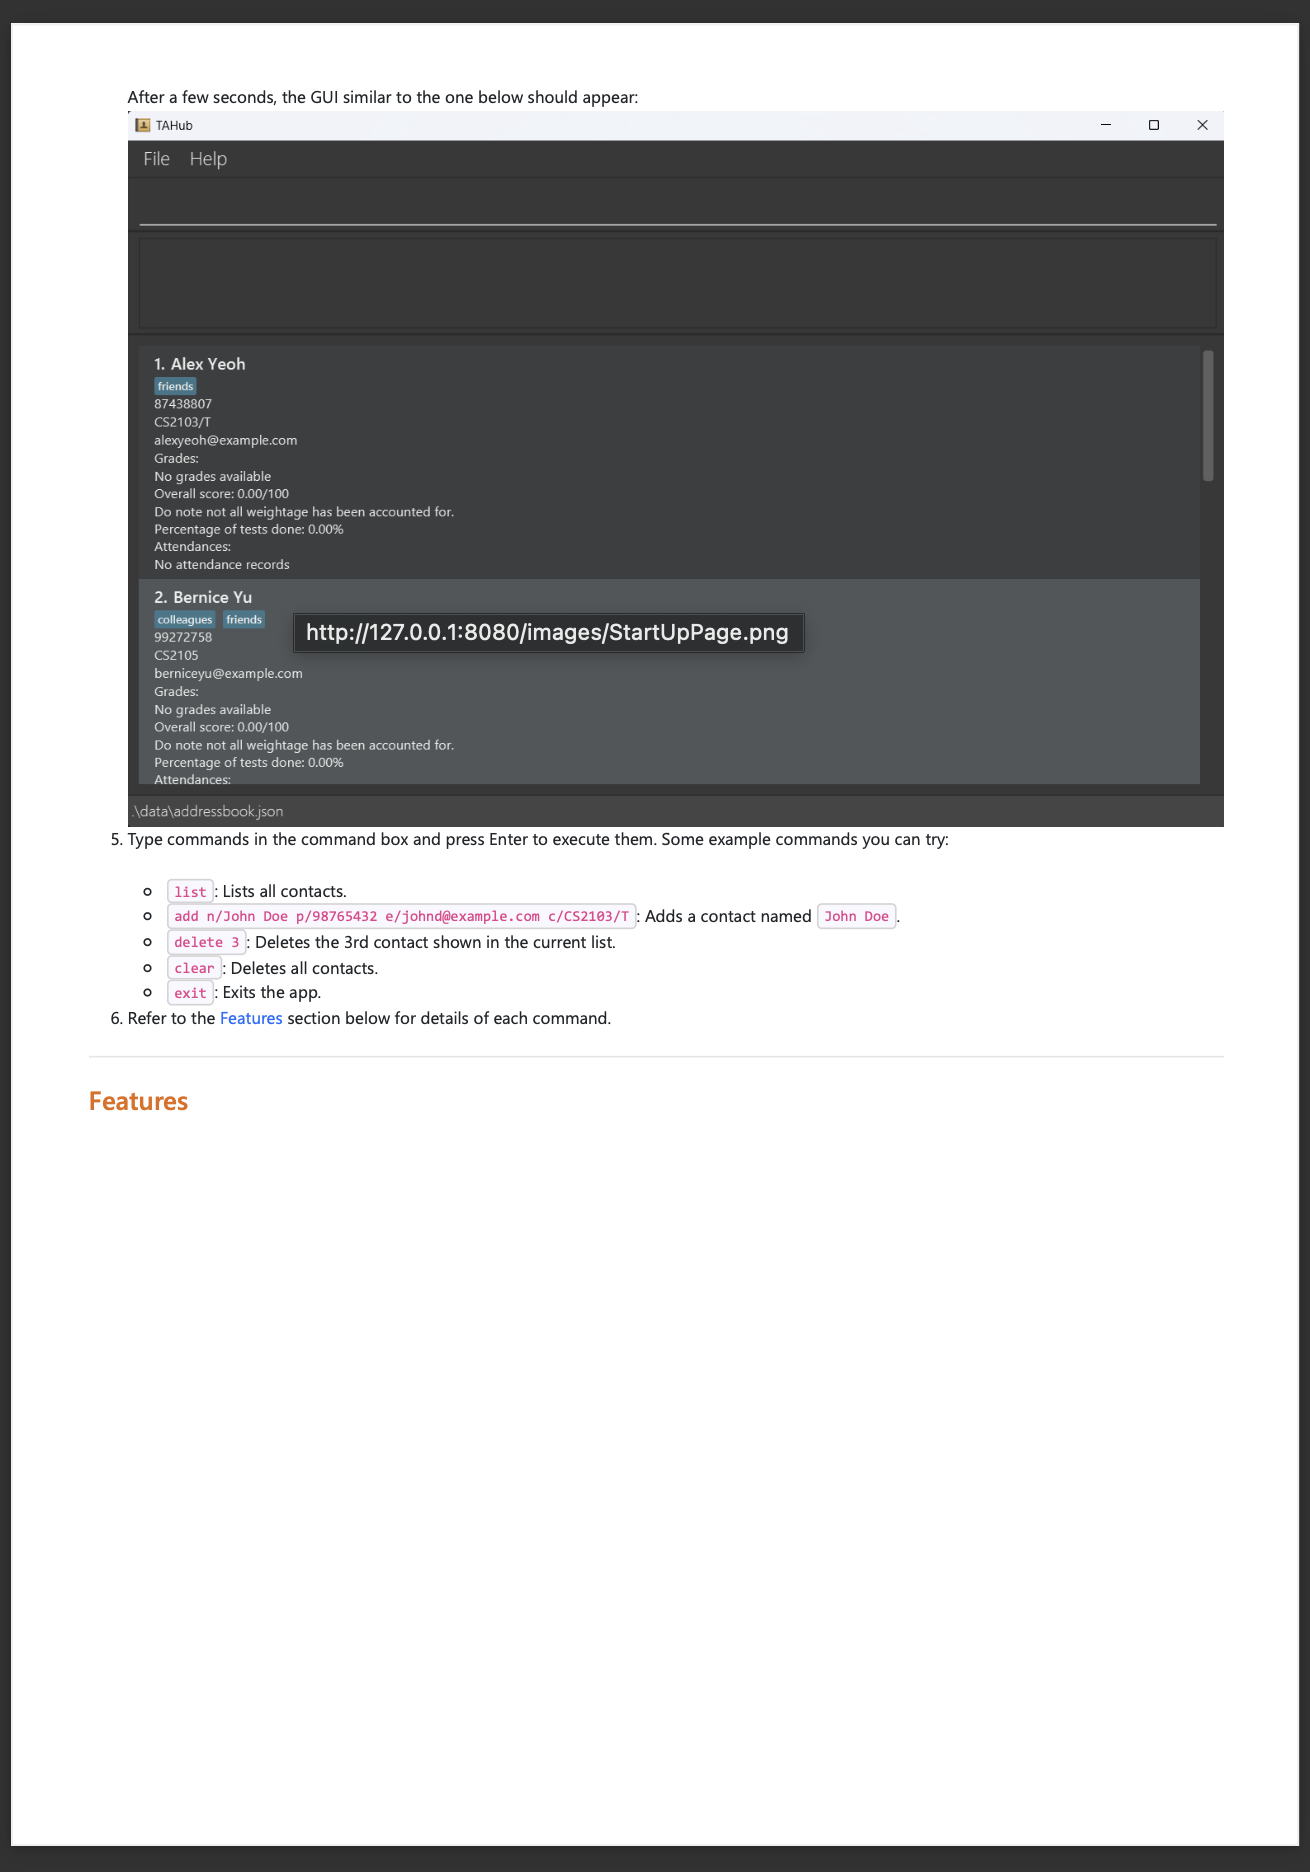 After a few seconds, the GUI similar to the one below should appear:
TAHub
File Help
1. Alex Yeoh
friends
87438807
CS2103/T
alexyeoh@example.com
Grades:
No grades available
Overall score: 0.00/100
Do note not all weightage has been accounted for.
Percentage of tests done: 0.00%
Attendances:
No attendance records
2. Bernice Yu
colleagues friends
http://127.0.0.1:8080/images/StartUpPage.png
99272758
CS2105
berniceyu@example.com
Grades:
No grades available
Overall score: 0.00/100
Do note not all weightage has been accounted for.
Percentage of tests done: 0.00%
Attendances:
.\data\addressbook.json
5. Type commands in the command box and press Enter to execute them. Some example commands you can try:
list : Lists all contacts.
add n/John Doe p/98765432 e/johnd@example.com c/CS2103/T : Adds a contact named John Doe .
delete 3 : Deletes the 3rd contact shown in the current list.
clear : Deletes all contacts.
exit : Exits the app.
6. Refer to the Features section below for details of each command.
Features